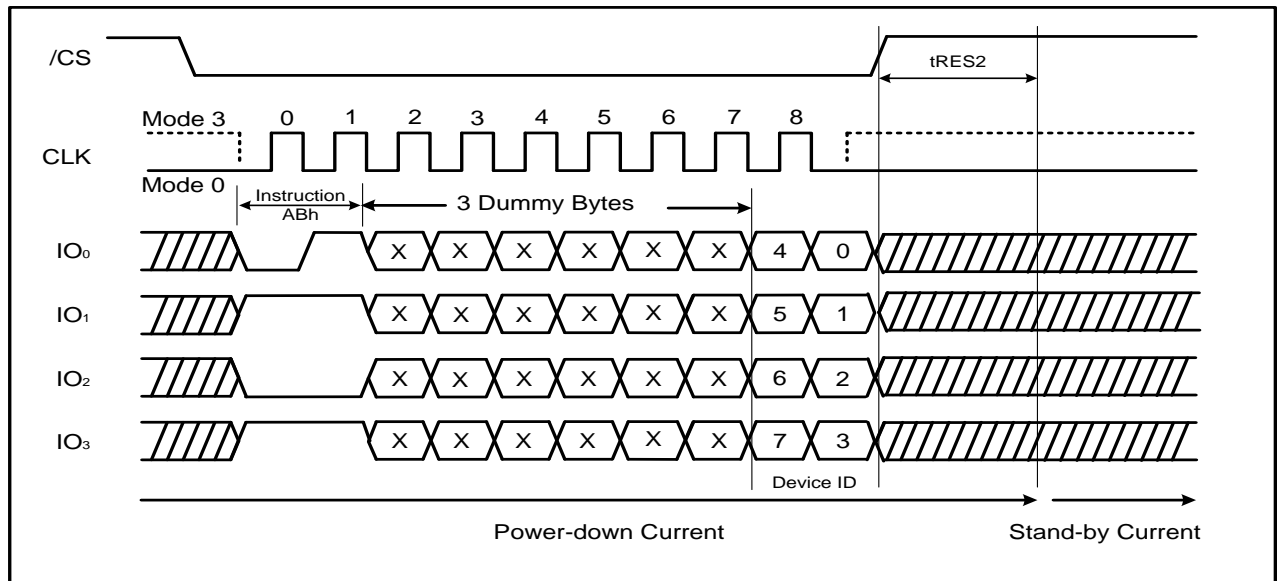 /CS
tRES2
Mode 3
0 1 2 3 4 5 6 7 8
CLK
Mode 0
Instruction
ABh
3 Dummy Bytes
IO₀
X X X X X X 4 0
IO₁
X X X X X X 5 1
IO₂
X X X X X X 6 2
IO₃
X X X X X X 7 3
Device ID
Power-down Current
Stand-by Current